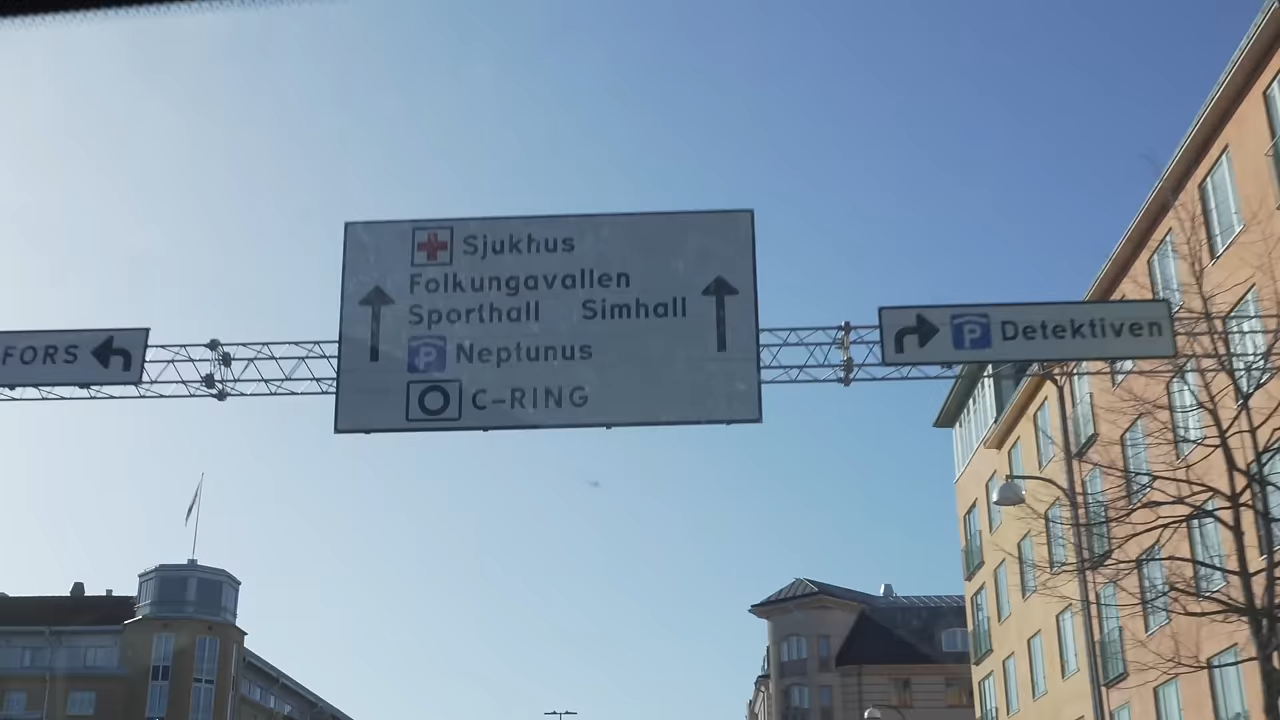 FORS
Sjukhus
Folkungavallen
Sporthall Simhall
P Neptunus
C-RING
P Detektiven